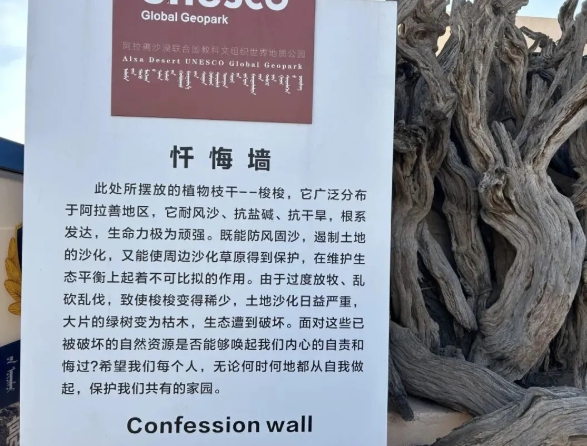 unesco
Global Geopark
阿拉善沙漠联合国教科文组织世界地质公园
Alxa Desert UNESCO Global Geopark
忏悔墙
此处所摆放的植物枝干--梭梭，它广泛分布
于阿拉善地区，它耐风沙、抗盐碱、抗干旱，根系
发达，生命力极为顽强。既能防风固沙，遏制土地
的沙化，又能使周边沙化草原得到保护，在维护生
态平衡上起着不可比拟的作用。由于过度放牧、乱
砍乱伐，致使梭梭变得稀少，土地沙化日益严重，
大片的绿树变为枯木，生态遭到破坏。面对这些已
被破坏的自然资源是否能够唤起我们内心的自责和
悔过?希望我们每个人，无论何时何地都从自我做
起，保护我们共有的家园。
Confession wall